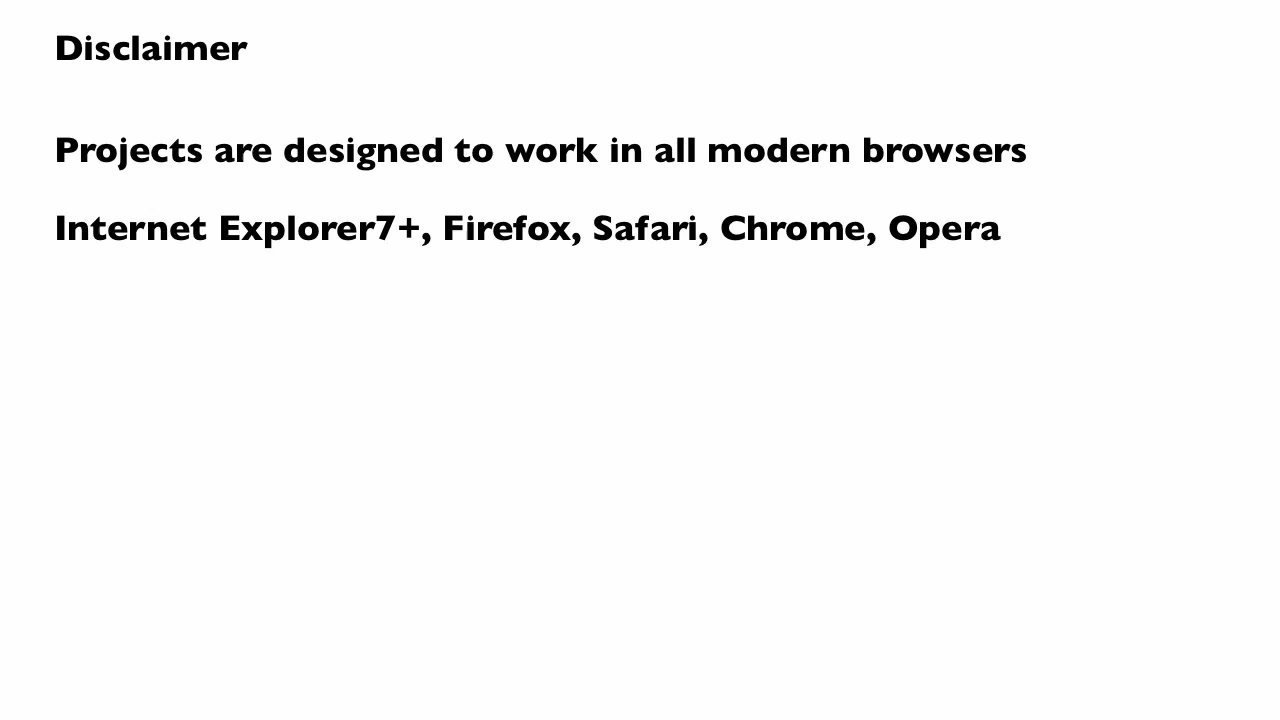 Disclaimer
Projects are designed to work in all modern browsers
Internet Explorer7+, Firefox, Safari, Chrome, Opera